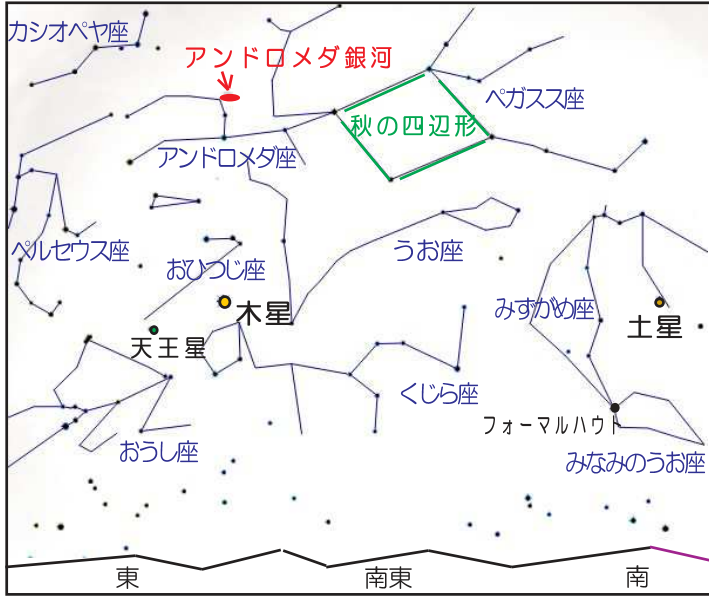 カシオペヤ座
アンドロメダ銀河
ペガスス座
秋の四辺形
アンドロメダ座
ペルセウス座
おひつじ座
うお座
木星
みずがめ座
土星
天王星
くじら座
フォーマルハウト
おうし座
みなみのうお座
東
南東
南